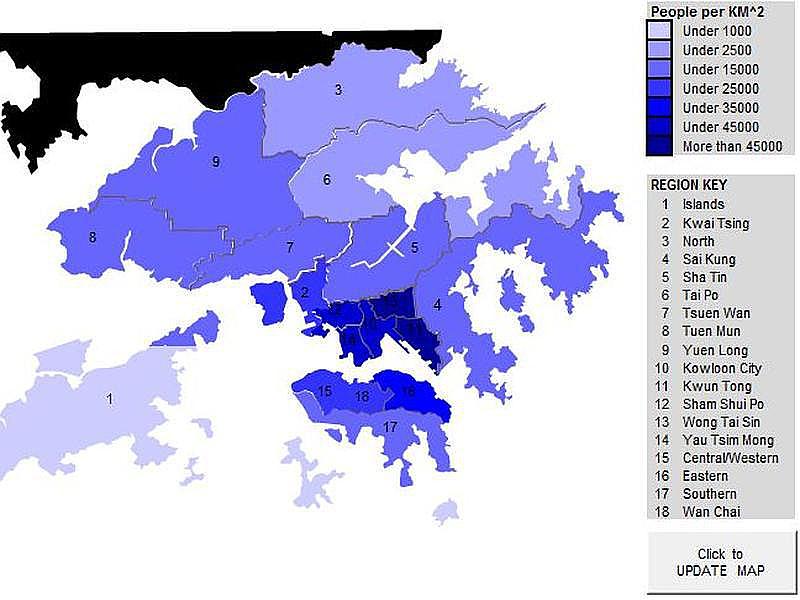 People per KM^2
Under 1000
Under 2500
Under 15000
Under 25000
Under 35000
Under 45000
More than 45000
REGION KEY
1 Islands
2 Kwai Tsing
3 North
4 Sai Kung
5 Sha Tin
6 Tai Po
7 Tsuen Wan
8 Tuen Mun
9 Yuen Long
10 Kowloon City
11 Kwun Tong
12 Sham Shui Po
13 Wong Tai Sin
14 Yau Tsim Mong
15 Central/Western
16 Eastern
17 Southern
18 Wan Chai
Click to
UPDATE MAP
3
9
6
8
7
5
2
4
15
18
16
17
1